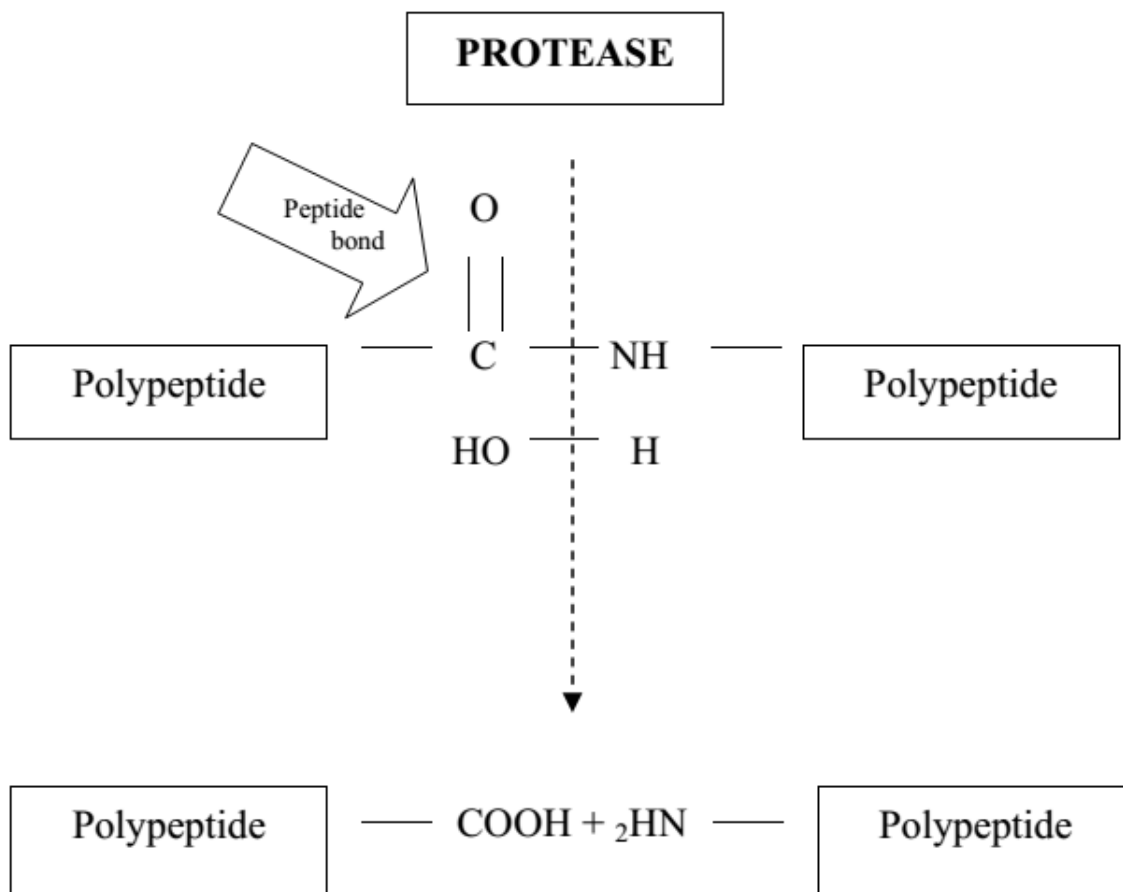 PROTEASE
Peptide
bond
O
Polypeptide C NH Polypeptide
HO H
Polypeptide COOH + ₂HN Polypeptide